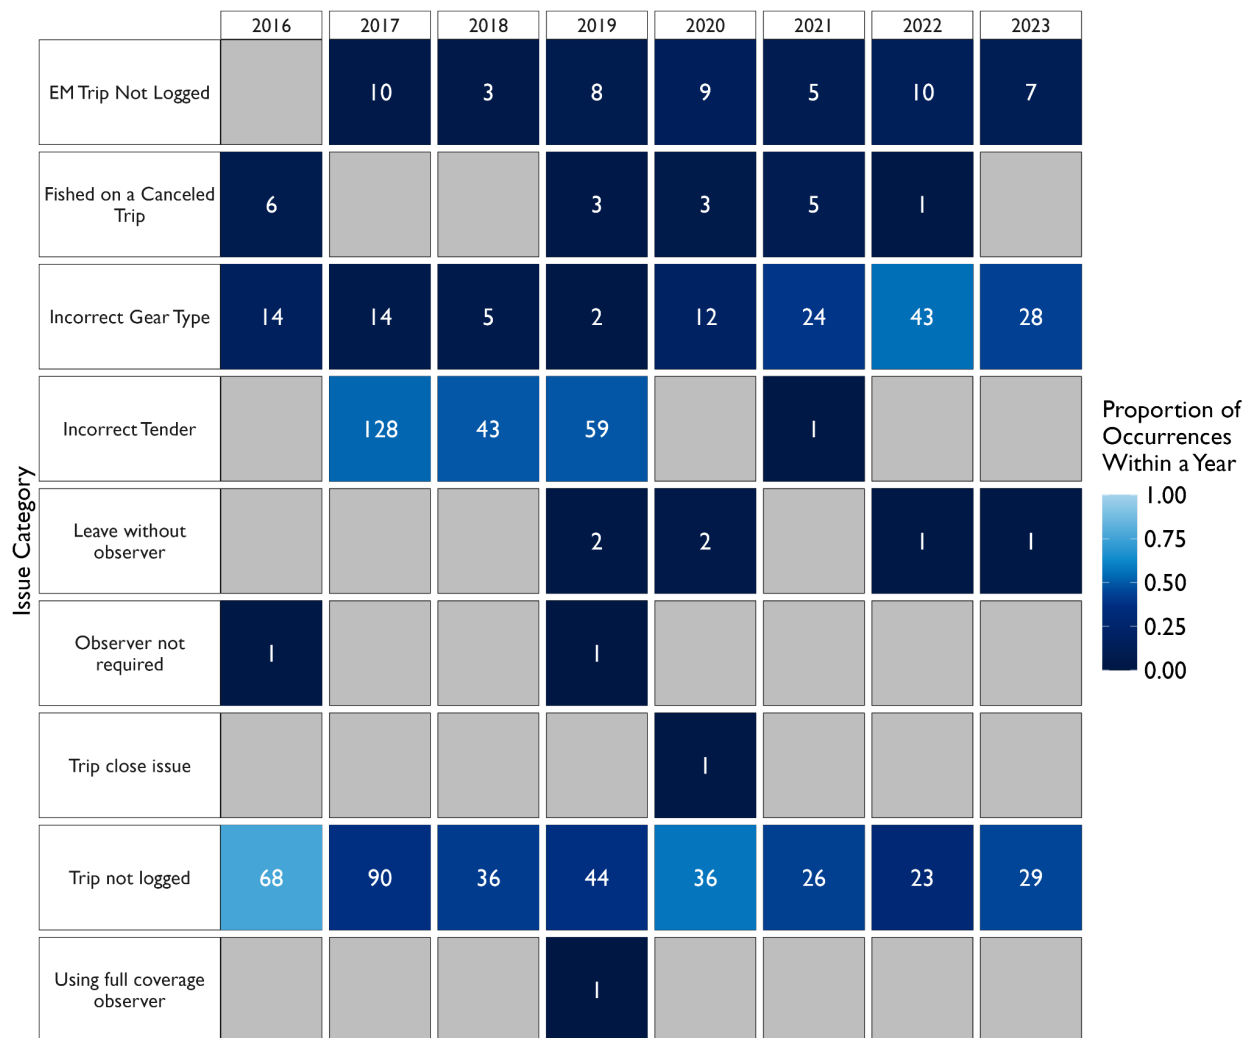 2016 2017 2018 2019 2020 2021 2022 2023
EM Trip Not Logged 10 3 8 9 5 10 7
Fished on a Canceled
Trip
6 3 3 5 1
Incorrect Gear Type 14 14 5 2 12 24 43 28
Incorrect Tender 128 43 59 1
Leave without
observer
2 2 1 1
Observer not
required
1 1
Trip close issue 1
Trip not logged 68 90 36 44 36 26 23 29
Using full coverage
observer
1
Issue Category
Proportion of
Occurrences
Within a Year
1.00
0.75
0.50
0.25
0.00